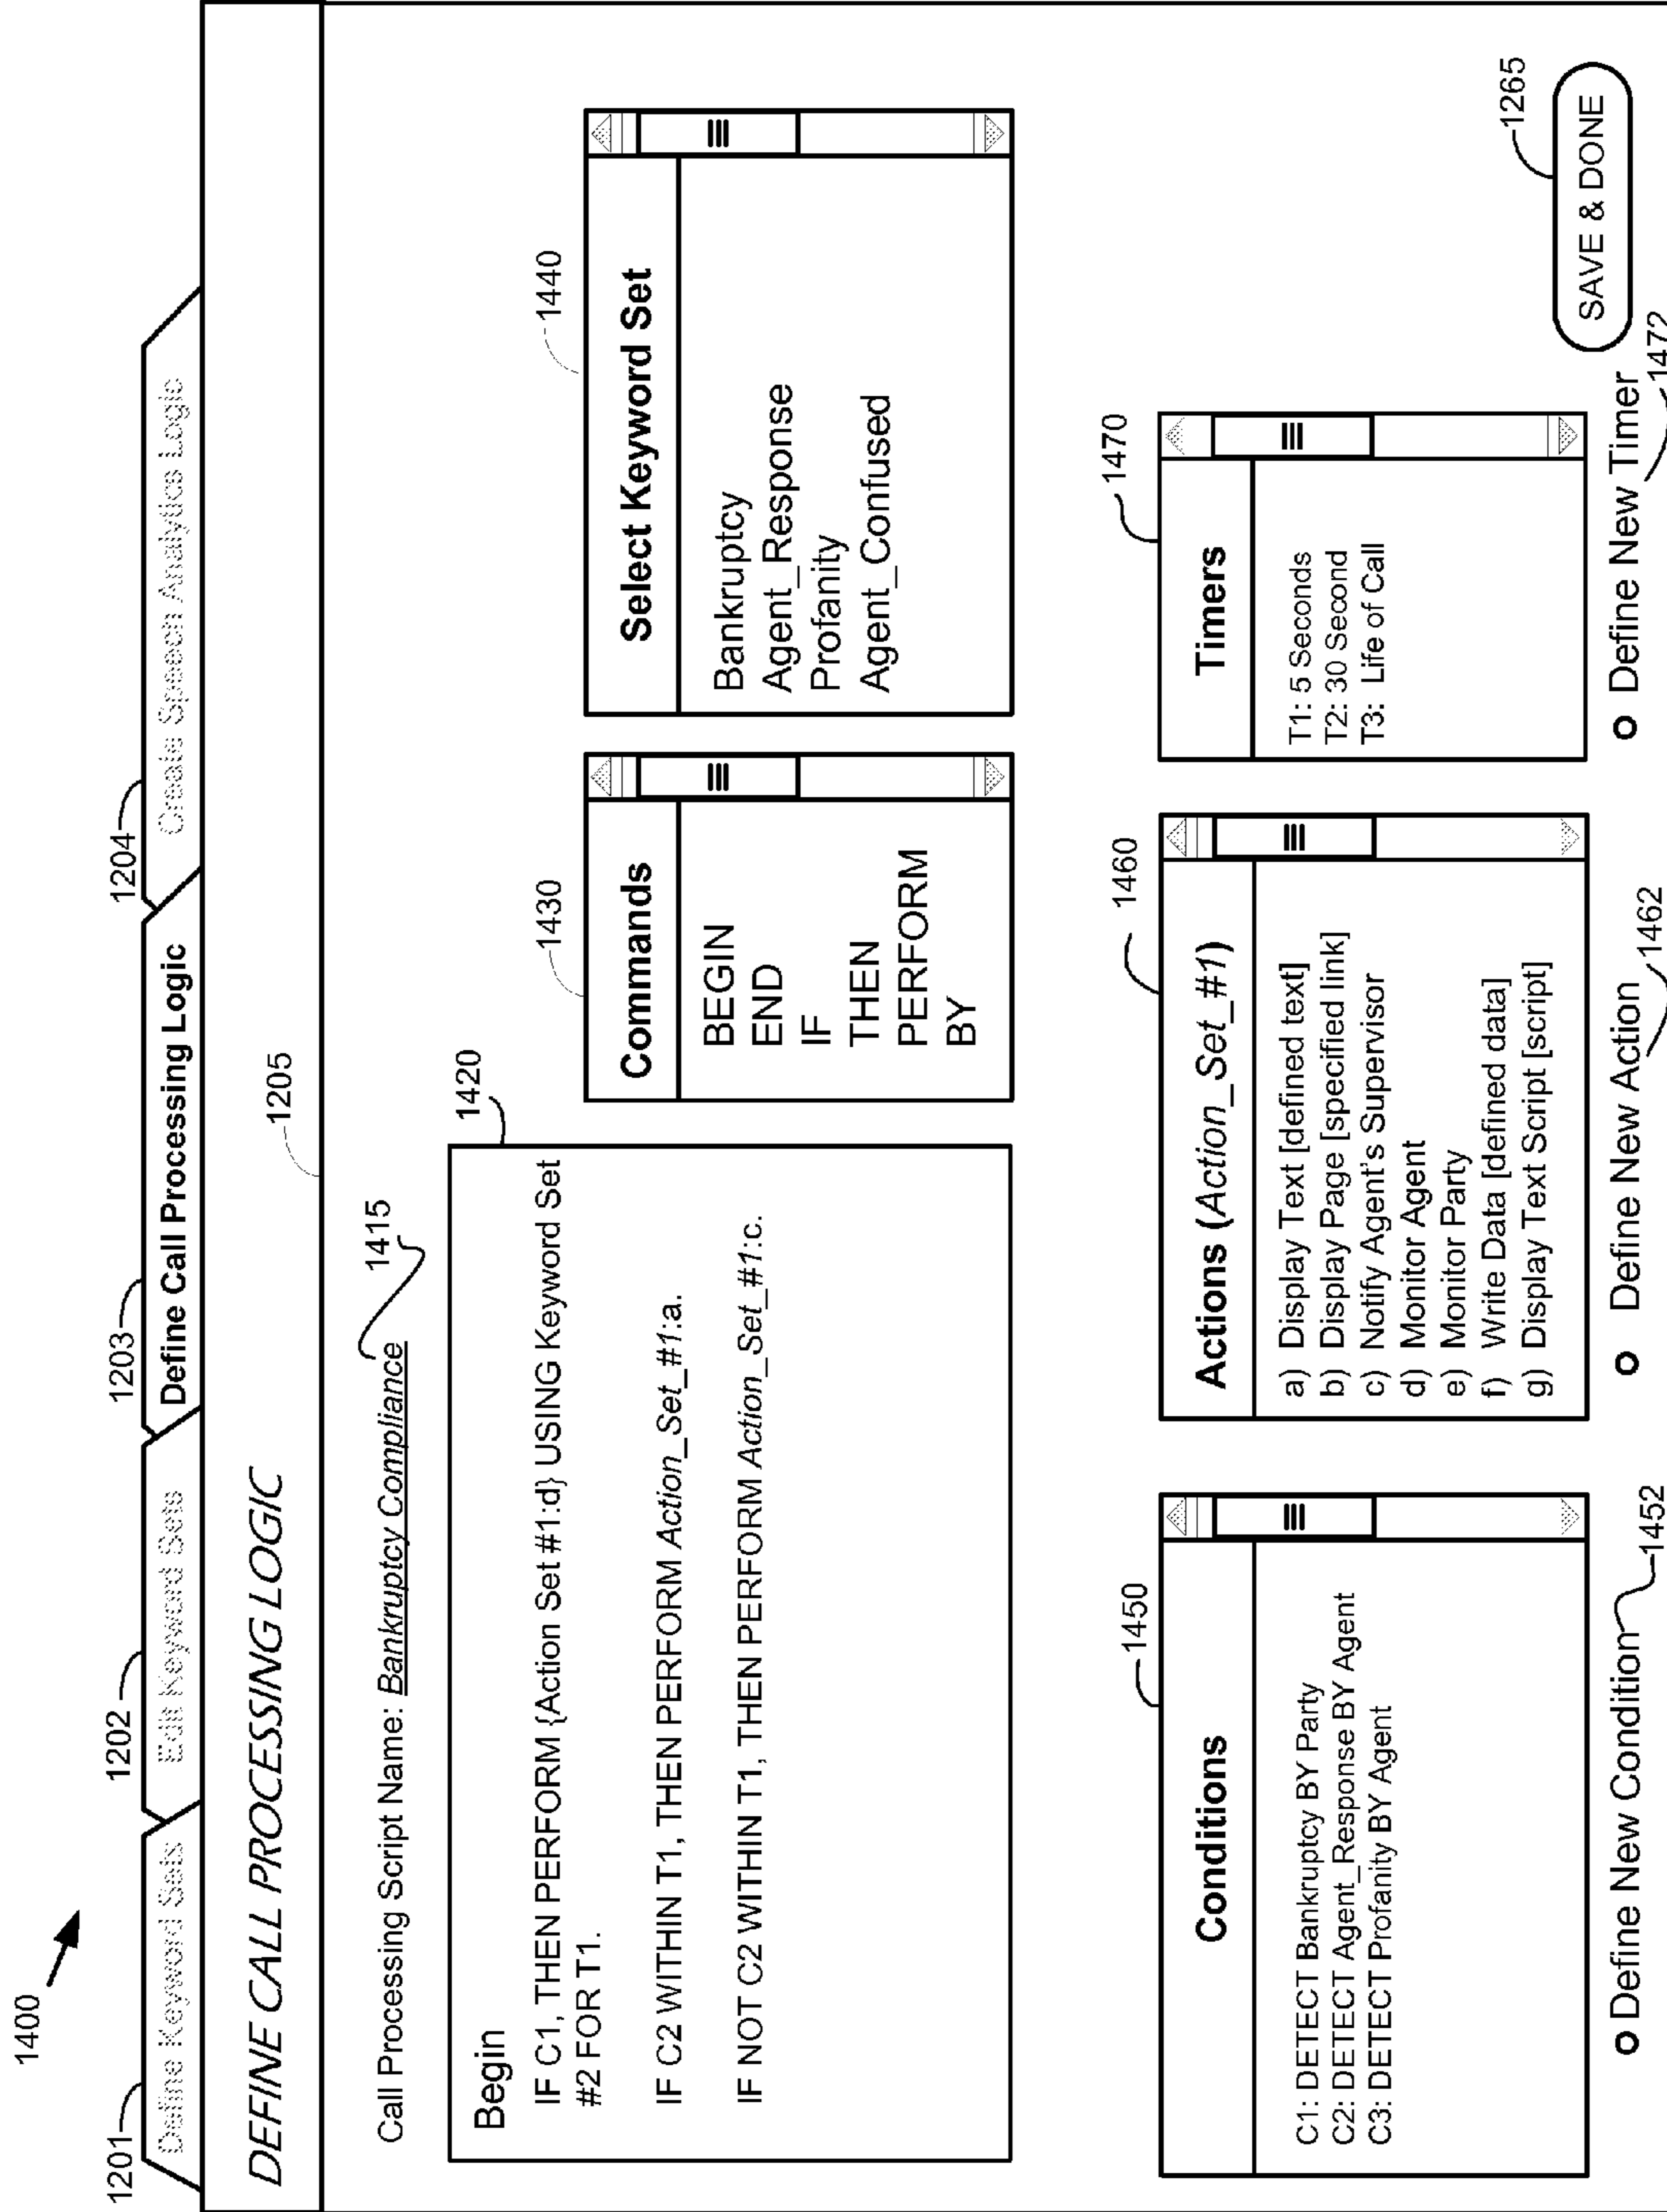 1400
1201
1202
1203
1204
Define Keyword Sets
Edit Keyword Sets
Define Call Processing Logic
Create Speech Analytics Logic
DEFINE CALL PROCESSING LOGIC
1205
Call Processing Script Name: Bankruptcy Compliance
1415
1420
Begin
IF C1, THEN PERFORM {Action Set #1:d} USING Keyword Set
#2 FOR T1.
IF C2 WITHIN T1, THEN PERFORM Action_Set_#1:a.
IF NOT C2 WITHIN T1, THEN PERFORM Action_Set_#1:c.
1430
Commands
BEGIN
END
IF
THEN
PERFORM
BY
1440
Select Keyword Set
Bankruptcy
Agent_Response
Profanity
Agent_Confused
1450
Conditions
C1: DETECT Bankruptcy BY Party
C2: DETECT Agent_Response BY Agent
C3: DETECT Profanity BY Agent
1460
Actions (Action_Set_#1)
a) Display Text [defined text]
b) Display Page [specified link]
c) Notify Agent's Supervisor
d) Monitor Agent
e) Monitor Party
f) Write Data [defined data]
g) Display Text Script [script]
1470
Timers
T1: 5 Seconds
T2: 30 Second
T3: Life of Call
1265
SAVE & DONE
Define New Condition
1452
Define New Action
1462
Define New Timer
1472